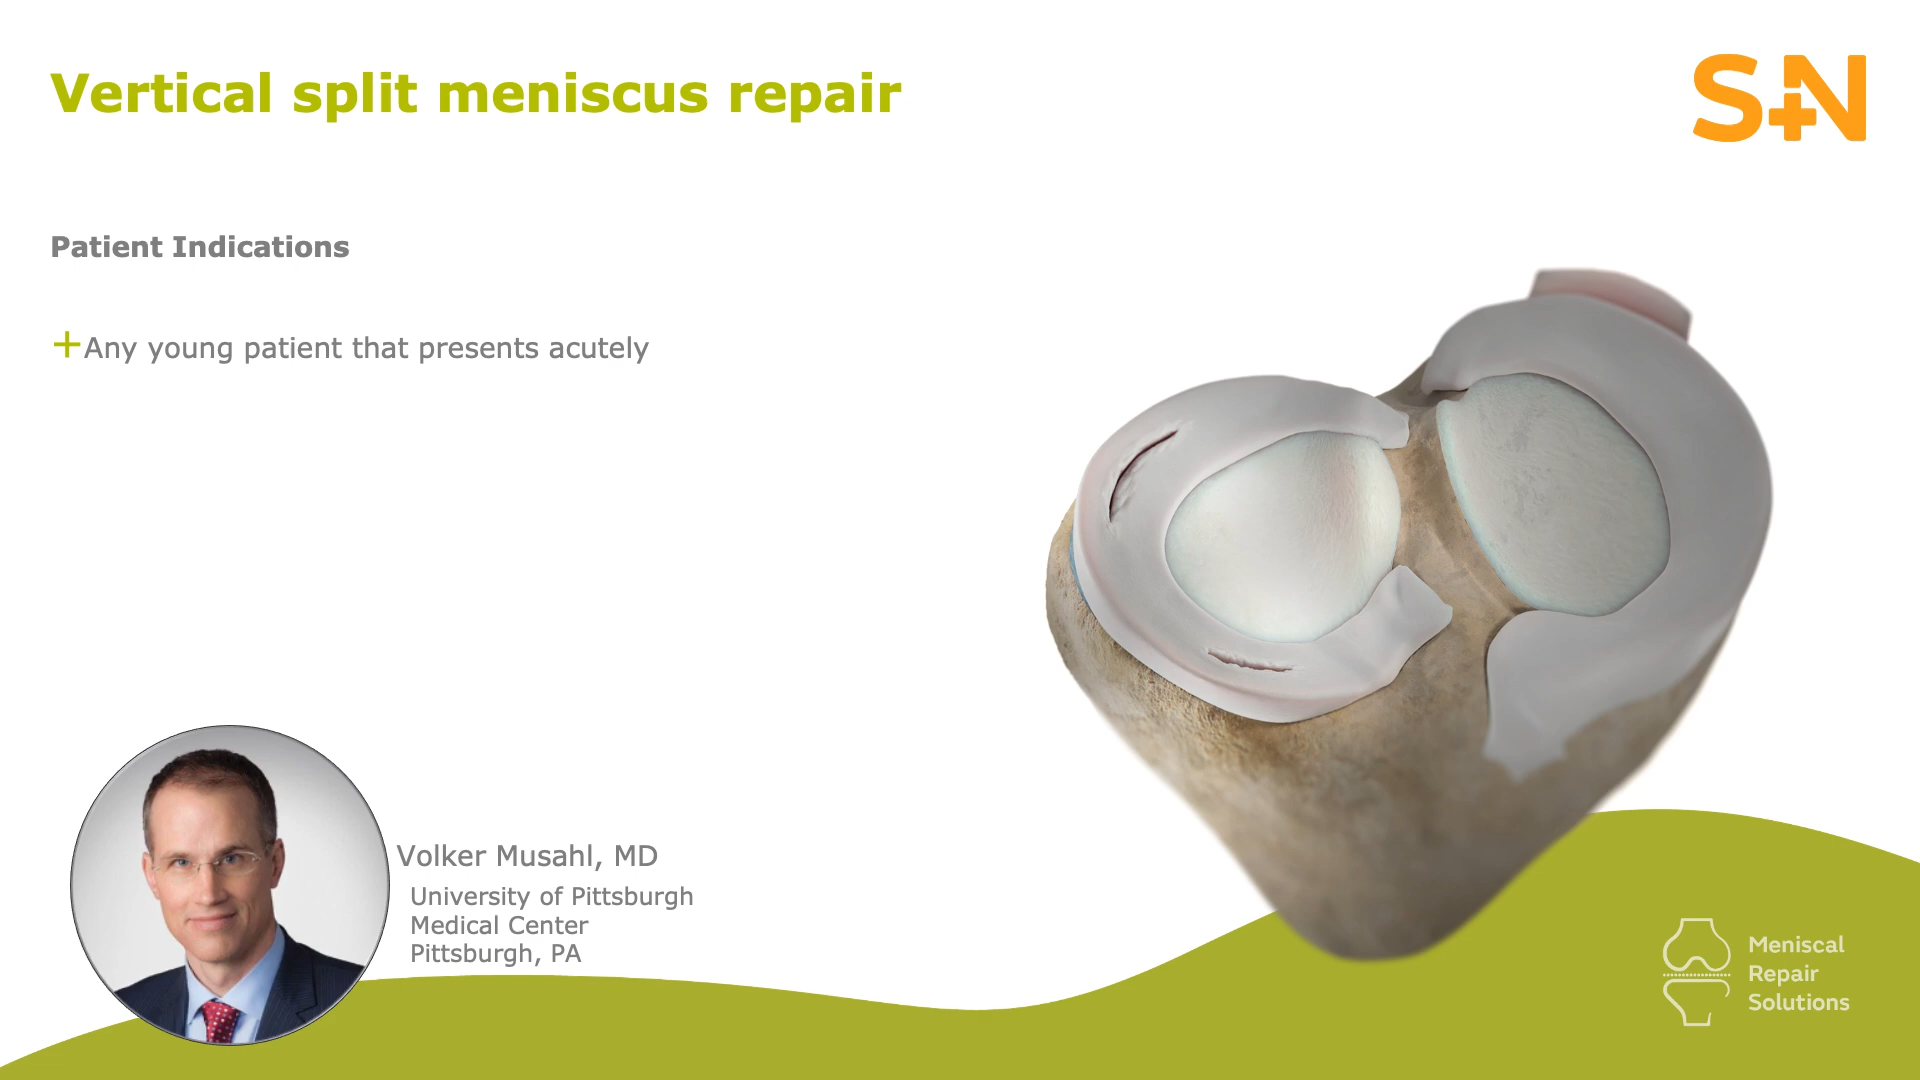 Vertical split meniscus repair
S+N
Patient Indications
+Any young patient that presents acutely
Volker Musahl, MD
University of Pittsburgh
Medical Center
Pittsburgh, PA
Meniscal
Repair
Solutions